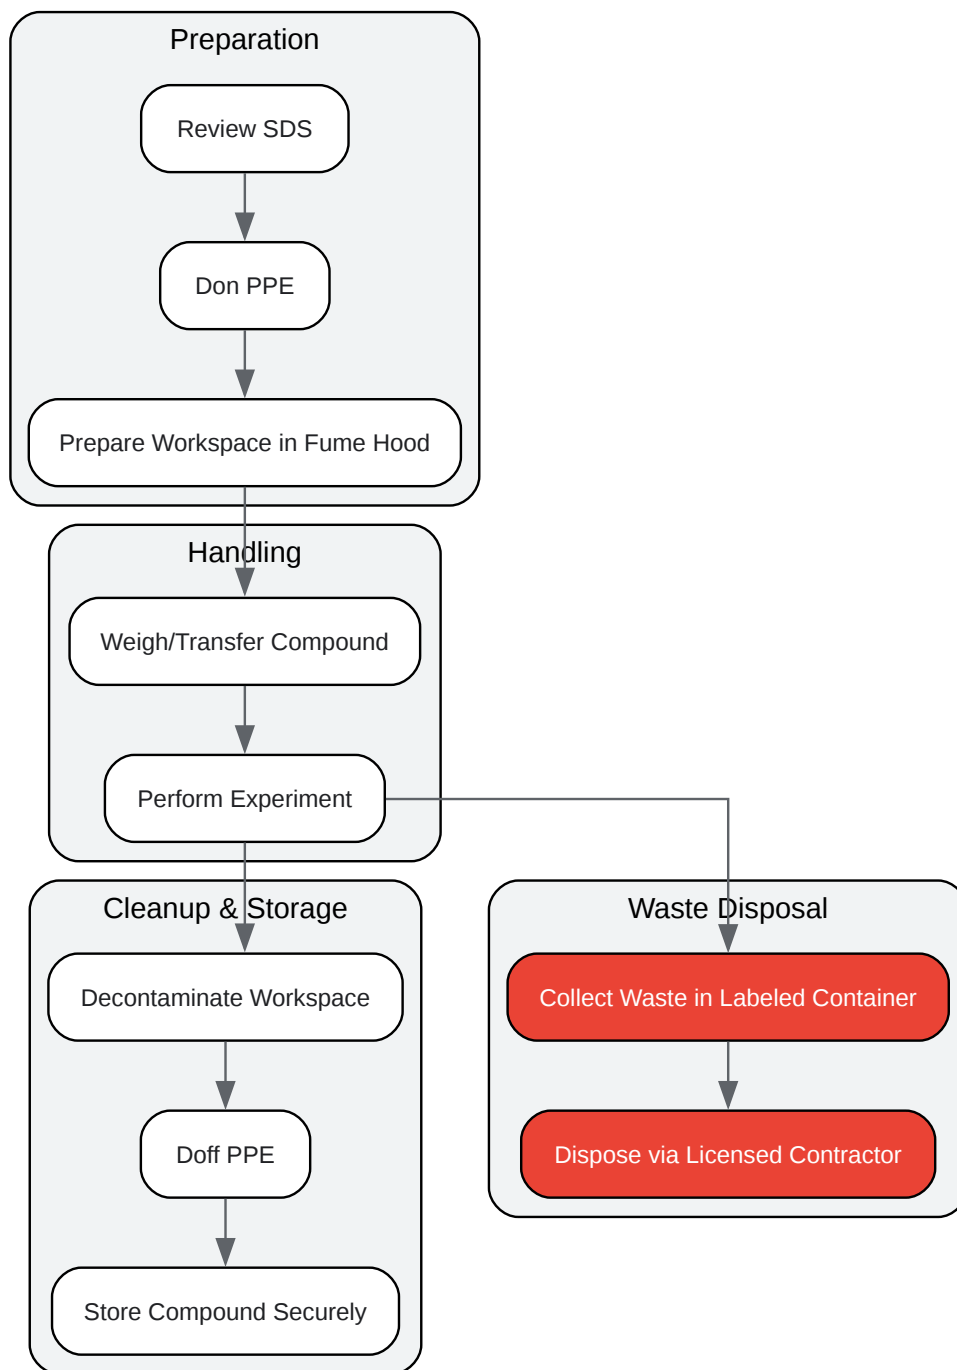 Preparation
Review SDS
Don PPE
Prepare Workspace in Fume Hood
Handling
Weigh/Transfer Compound
Perform Experiment
Cleanup & Storage
Decontaminate Workspace
Doff PPE
Store Compound Securely
Waste Disposal
Collect Waste in Labeled Container
Dispose via Licensed Contractor